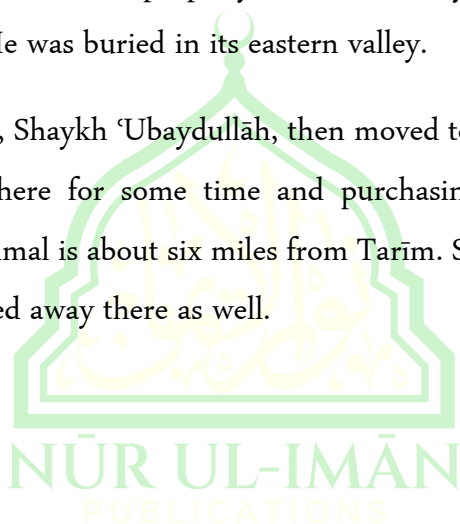 He was buried in its eastern valley.
, Shaykh ʿUbaydullāh, then moved to
here for some time and purchasin
mal is about six miles from Tarīm. S
ed away there as well.
NŪR UL-IMĀN
PUBLICATIONS